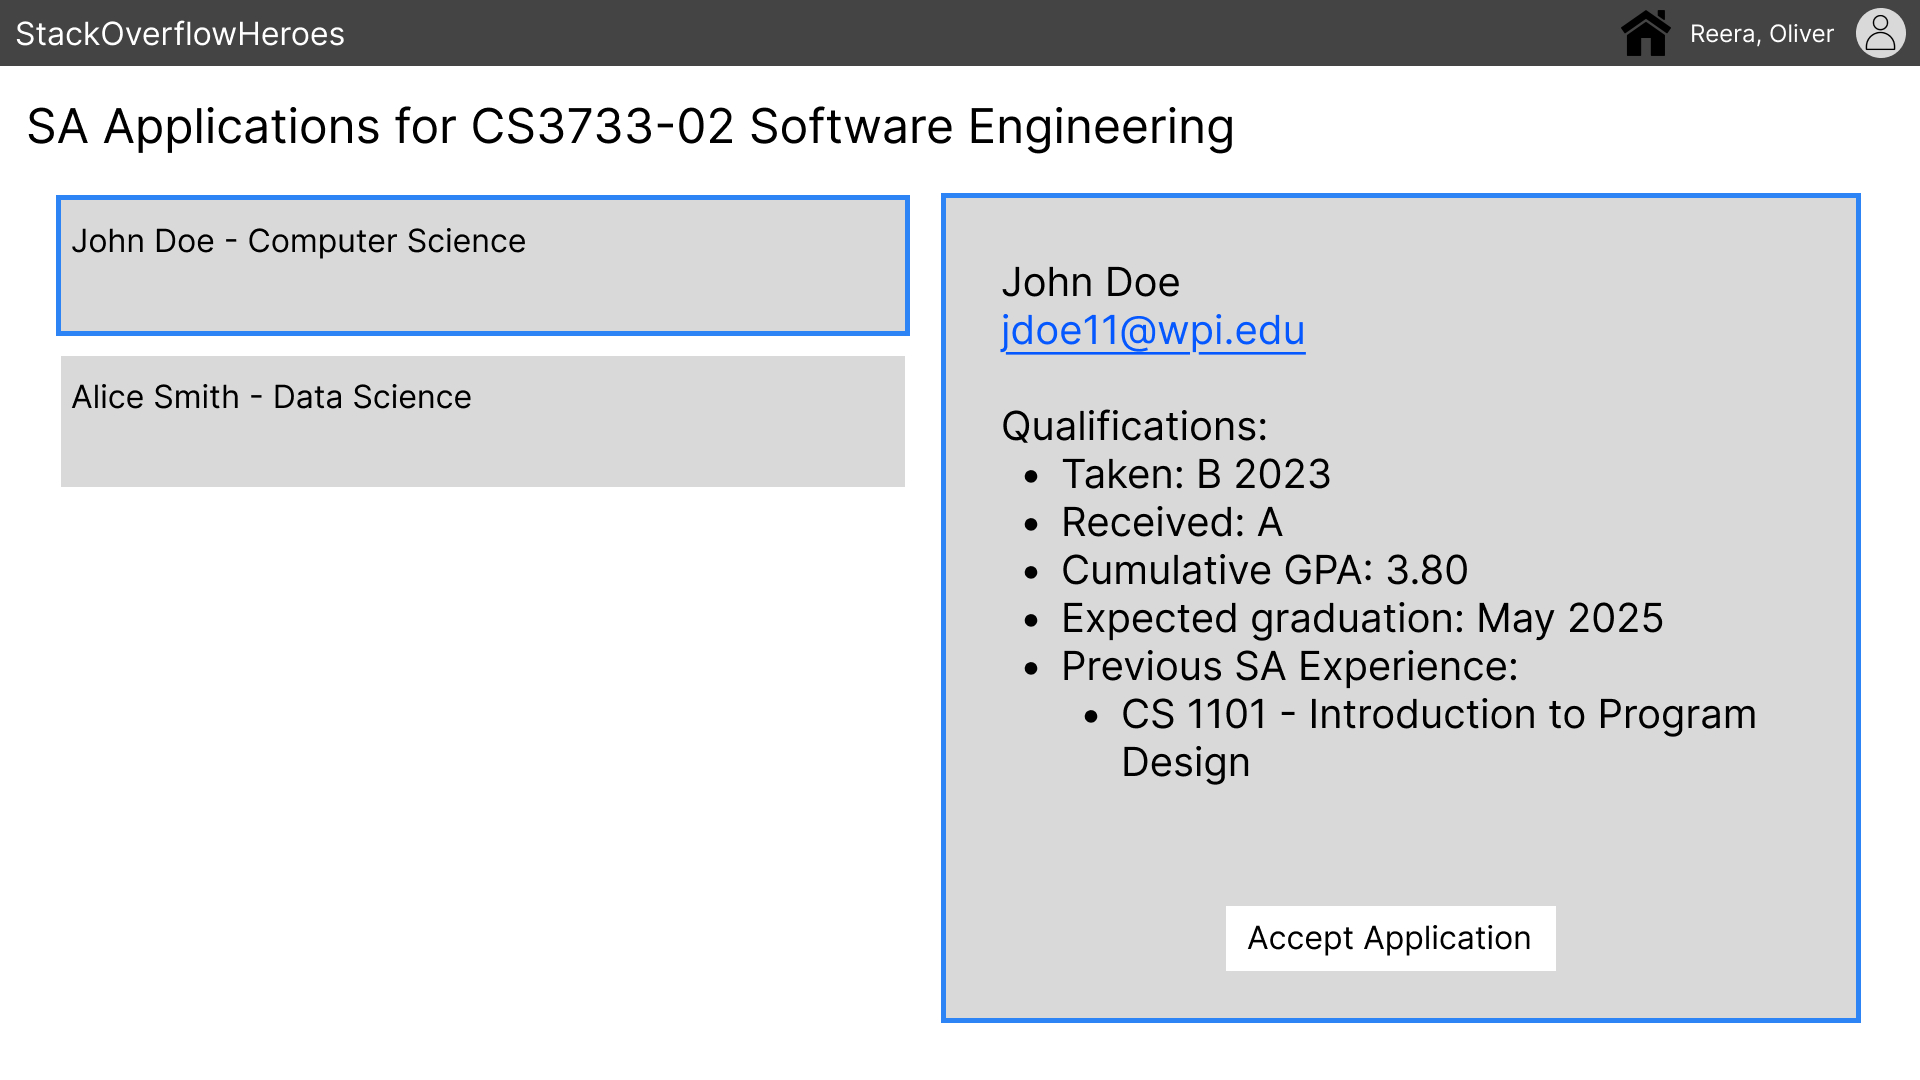 StackOverflowHeroes
Reera, Oliver
SA Applications for CS3733-02 Software Engineering
John Doe - Computer Science
Alice Smith - Data Science
John Doe
jdoe11@wpi.edu
Qualifications:
• Taken: B 2023
• Received: A
• Cumulative GPA: 3.80
• Expected graduation: May 2025
• Previous SA Experience:
• CS 1101 - Introduction to Program
Design
Accept Application